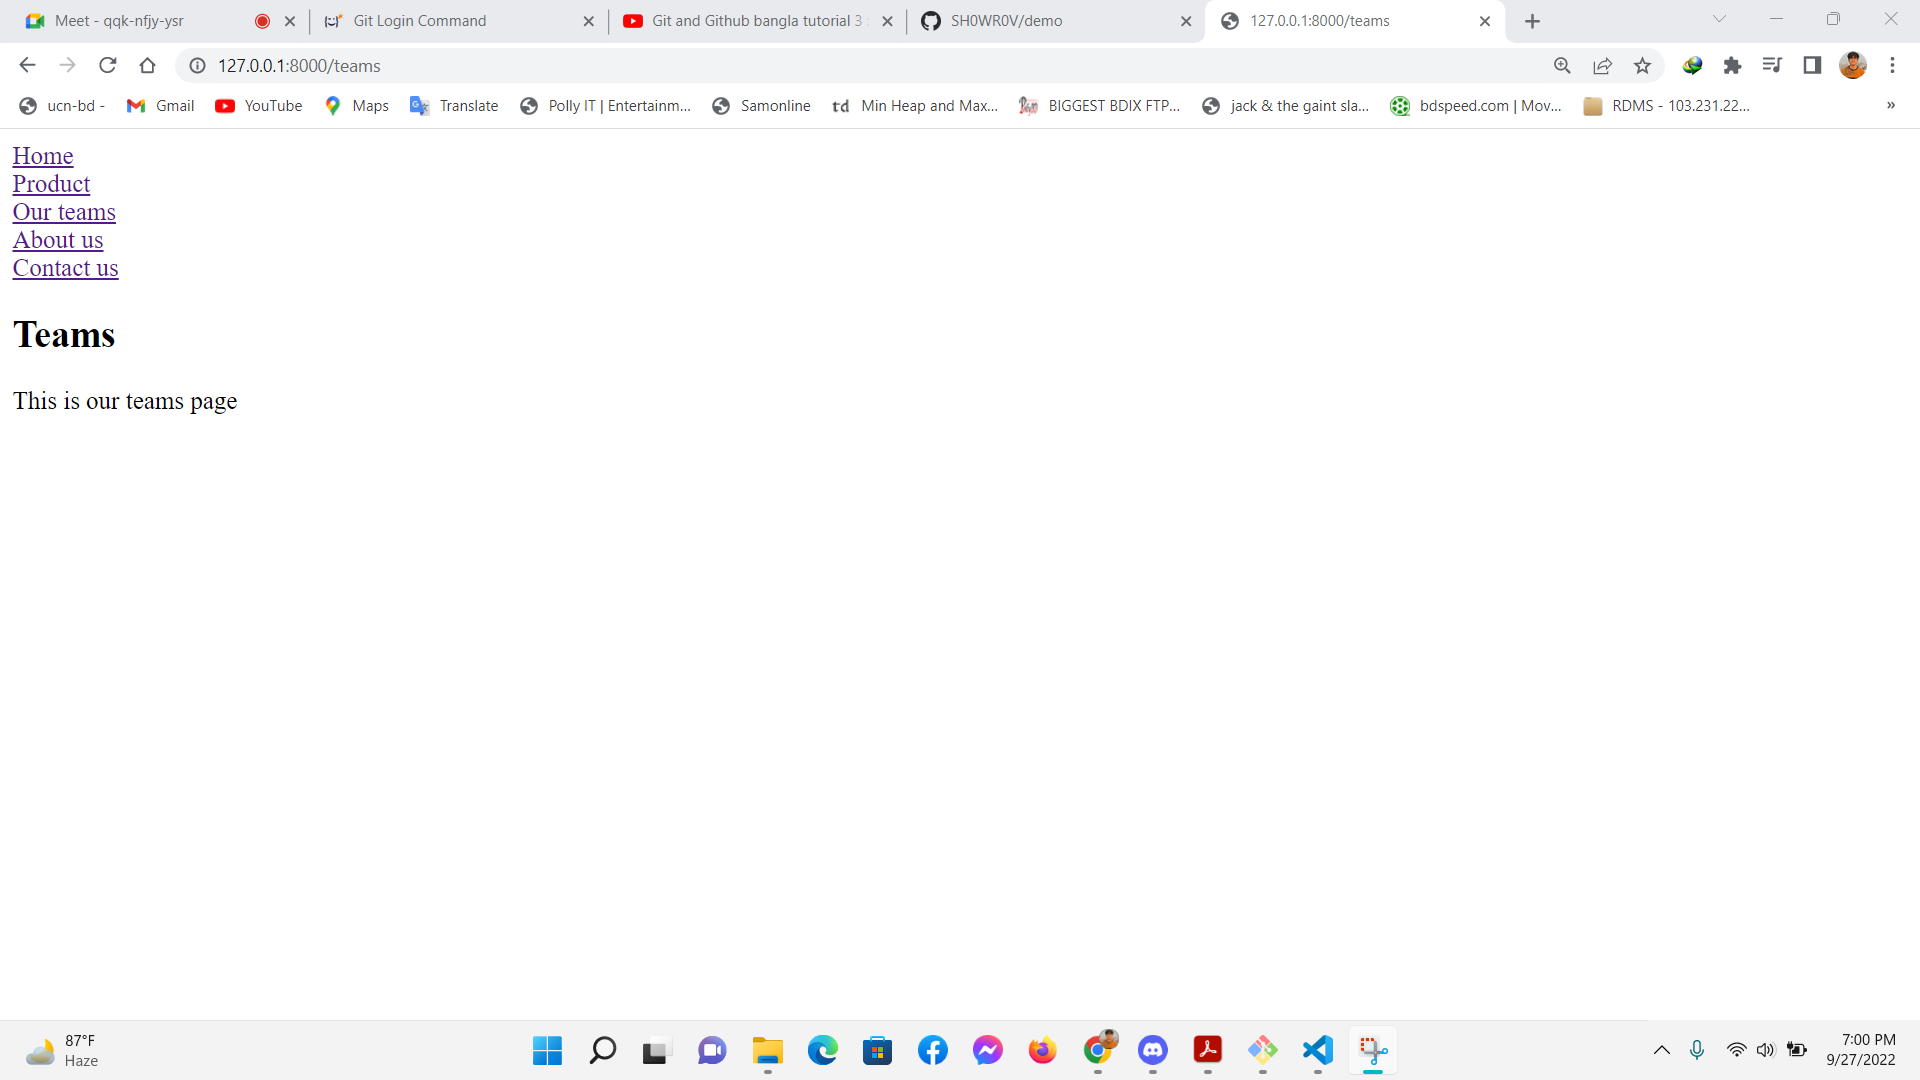 Meet - qqk-nfjy-ysr
Git Login Command
Git and Github bangla tutorial 3 :
SH0WR0V/demo
127.0.0.1:8000/teams
127.0.0.1:8000/teams
ucn-bd -
Gmail
YouTube
Maps
Translate
Polly IT | Entertainm...
Samonline
td Min Heap and Max...
BIGGEST BDIX FTP...
jack & the gaint sla...
bdspeed.com | Mov...
RDMS - 103.231.22...
»
Home
Product
Our teams
About us
Contact us
Teams
This is our teams page
87°F
Haze
7:00 PM
9/27/2022